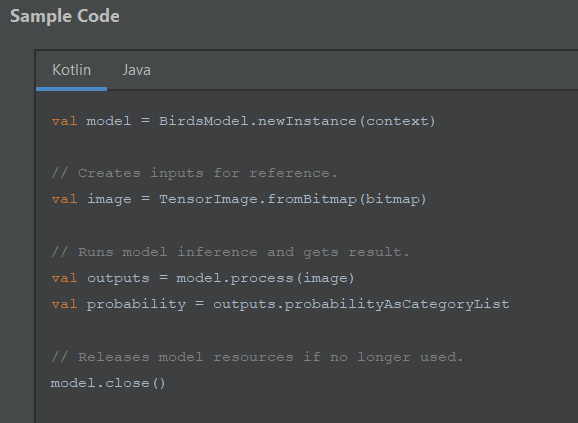 Sample Code
Kotlin Java
val model = BirdsModel.newInstance(context)
// Creates inputs for reference.
val image = TensorImage.fromBitmap(bitmap)
// Runs model inference and gets result.
val outputs = model.process(image)
val probability = outputs.probabilityAsCategoryList
// Releases model resources if no longer used.
model.close()